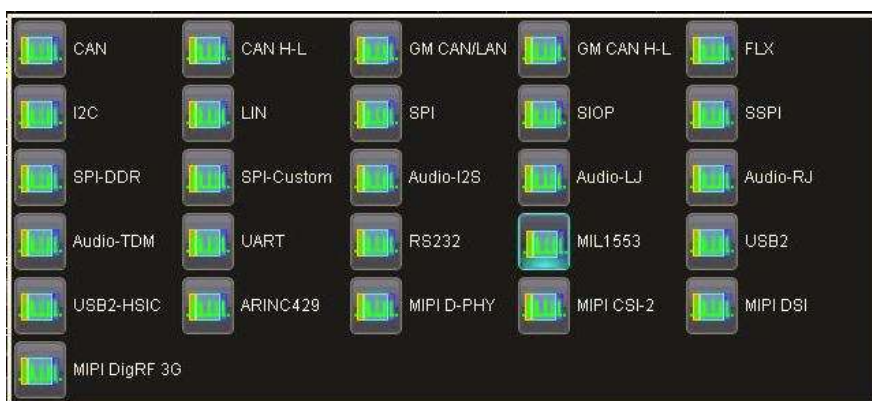 CAN CAN H-L GM CAN/LAN GM CAN H-L FLX
I2C LIN SPI SIOP SSPI
SPI-DDR SPI-Custom Audio-I2S Audio-LJ Audio-RJ
Audio-TDM UART RS232 MIL1553 USB2
USB2-HSIC ARINC429 MIPI D-PHY MIPI CSI-2 MIPI DSI
MIPI DigRF 3G